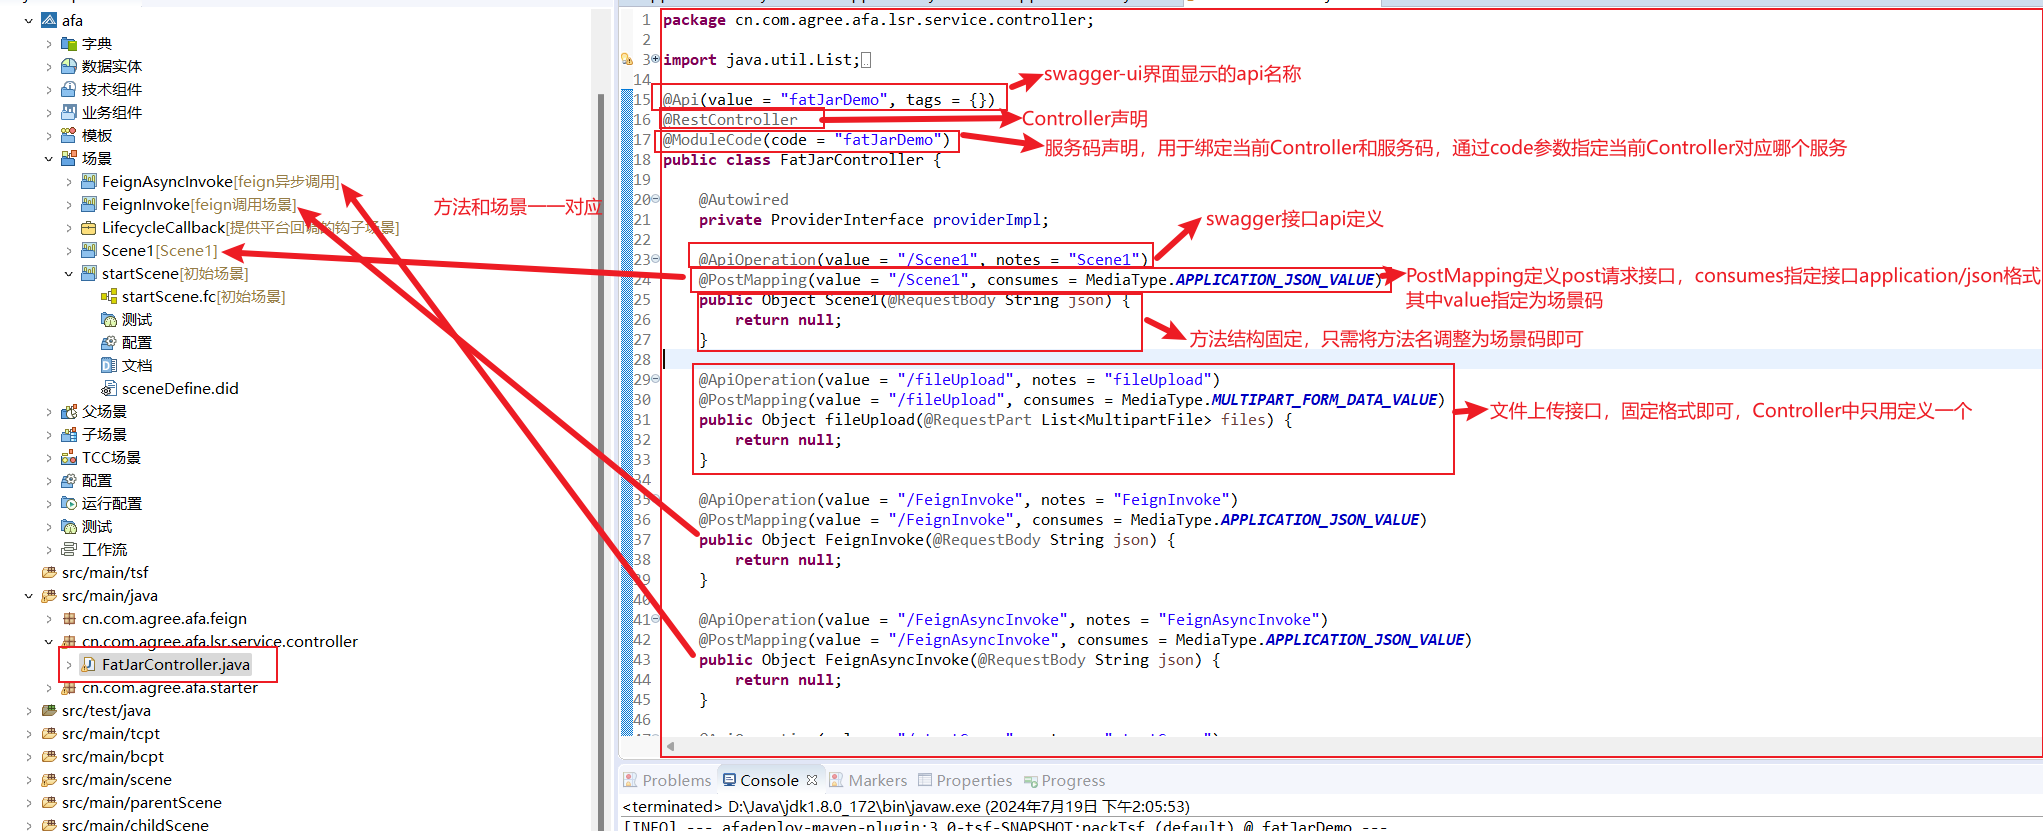 afa
字典
数据实体
技术组件
业务组件
模板
场景
FeignAsyncInvoke[feign异步调用]
FeignInvoke[feign调用场景]
LifecycleCallback[提供平台回调的钩子场景]
Scene1[Scene1]
startScene[初始场景]
startScene.fc[初始场景]
测试
配置
文档
sceneDefine.did
父场景
子场景
TCC场景
配置
运行配置
测试
工作流
src/main/tsf
src/main/java
cn.com.agree.afa.feign
cn.com.agree.afa.lsr.service.controller
FatJarController.java
cn.com.agree.afa.starter
src/test/java
src/main/tcpt
src/main/bcpt
src/main/scene
src/main/parentScene
src/main/childScene
方法和场景一一对应
1 package cn.com.agree.afa.lsr.service.controller;
2
3 import java.util.List;
14
15 @Api(value = "fatJarDemo", tags = {})
16 @RestController
17 @ModuleCode(code = "fatJarDemo")
18 public class FatJarController {
19
20 @Autowired
21 private ProviderInterface providerImpl;
22
23 @ApiOperation(value = "/Scene1", notes = "Scene1")
24 @PostMapping(value = "/Scene1", consumes = MediaType.APPLICATION_JSON_VALUE)
25 public Object Scene1(@RequestBody String json) {
26 return null;
27 }
28
29 @ApiOperation(value = "/fileUpload", notes = "fileUpload")
30 @PostMapping(value = "/fileUpload", consumes = MediaType.MULTIPART_FORM_DATA_VALUE)
31 public Object fileUpload(@RequestPart List<MultipartFile> files) {
32 return null;
33 }
34
35 @ApiOperation(value = "/FeignInvoke", notes = "FeignInvoke")
36 @PostMapping(value = "/FeignInvoke", consumes = MediaType.APPLICATION_JSON_VALUE)
37 public Object FeignInvoke(@RequestBody String json) {
38 return null;
39 }
40
41 @ApiOperation(value = "/FeignAsyncInvoke", notes = "FeignAsyncInvoke")
42 @PostMapping(value = "/FeignAsyncInvoke", consumes = MediaType.APPLICATION_JSON_VALUE)
43 public Object FeignAsyncInvoke(@RequestBody String json) {
44 return null;
45 }
46
swagger-ui界面显示的api名称
Controller声明
服务码声明，用于绑定当前Controller和服务码，通过code参数指定当前Controller对应哪个服务
swagger接口api定义
PostMapping定义post请求接口，consumes指定接口application/json格式
其中value指定为场景码
方法结构固定，只需将方法名调整为场景码即可
文件上传接口，固定格式即可，Controller中只用定义一个
Problems Console Markers Properties Progress
<terminated> D:\Java\jdk1.8.0_172\bin\javaw.exe (2024年7月19日 下午2:05:53)
[INFO] --- afadeploy-maven-plugin:3.0-tsf-SNAPSHOT:packTsf (default) @ fatJarDemo ---